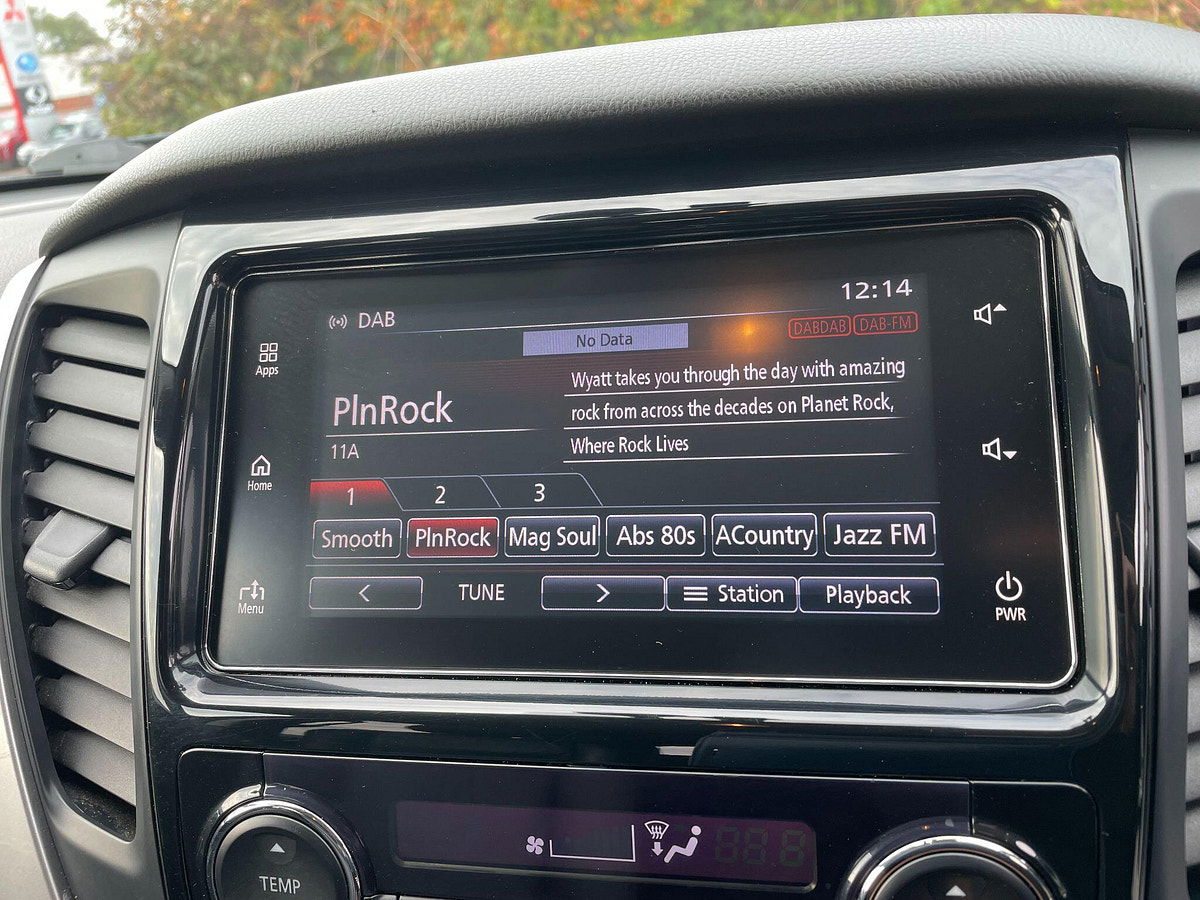 12:14
DAB
No Data
DABDAB DAB-FM
Apps
Wyatt takes you through the day with amazing
rock from across the decades on Planet Rock,
Where Rock Lives
PlnRock
11A
Home
1 2 3
Smooth PlnRock Mag Soul Abs 80s ACountry Jazz FM
< TUNE > Station Playback
Menu
PWR
TEMP